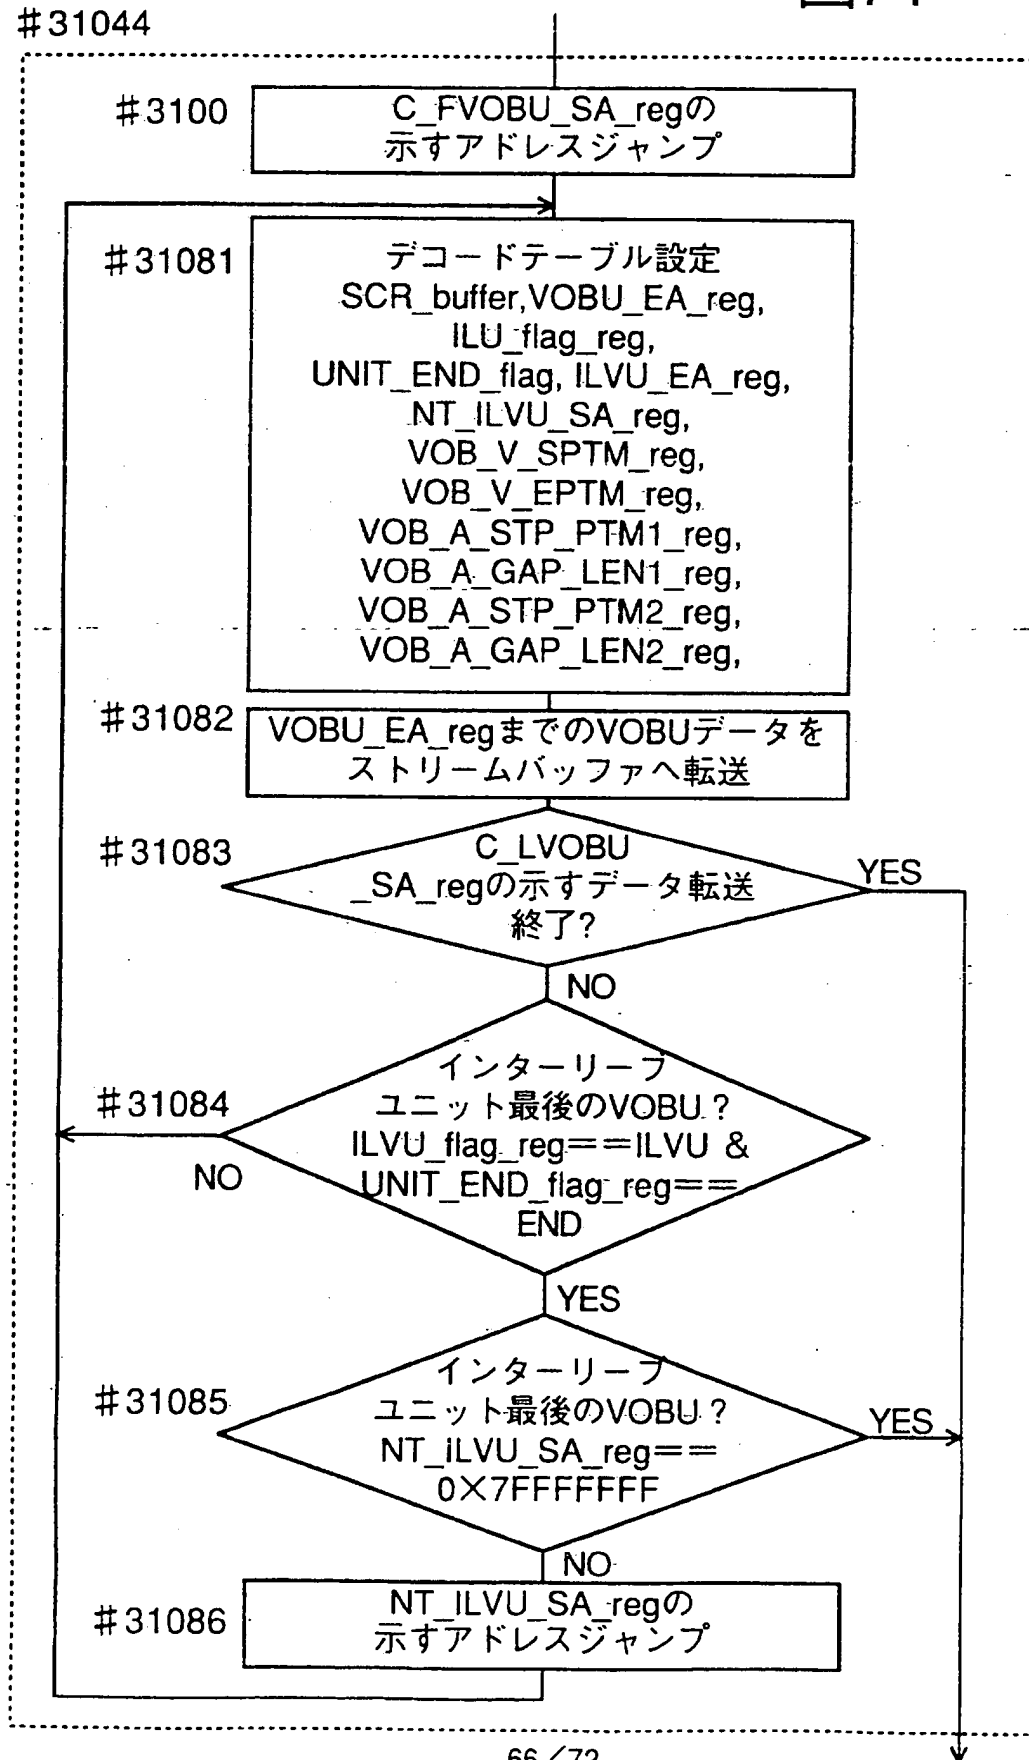 #31044
#3100
C_FVOBU_SA_regの
示すアドレスジャンプ
#31081
デコードテーブル設定
SCR_buffer,VOBU_EA_reg,
ILU_flag_reg,
UNIT_END_flag, ILVU_EA_reg,
NT_ILVU_SA_reg,
VOB_V_SPTM_reg,
VOB_V_EPTM_reg,
VOB_A_STP_PTM1_reg,
VOB_A_GAP_LEN1_reg,
VOB_A_STP_PTM2_reg,
VOB_A_GAP_LEN2_reg,
#31082
VOBU_EA_regまでのVOBUデータを
ストリームバッファへ転送
#31083
C_LVOBU
_SA_regの示すデータ転送
終了?
YES
NO
#31084
インターリーブ
ユニット最後のVOBU?
ILVU_flag_reg==ILVU &
UNIT_END_flag_reg==
END
NO
YES
#31085
インターリーブ
ユニット最後のVOBU?
NT_ILVU_SA_reg==
0×7FFFFFFF
YES
NO
#31086
NT_ILVU_SA_regの
示すアドレスジャンプ
66/72